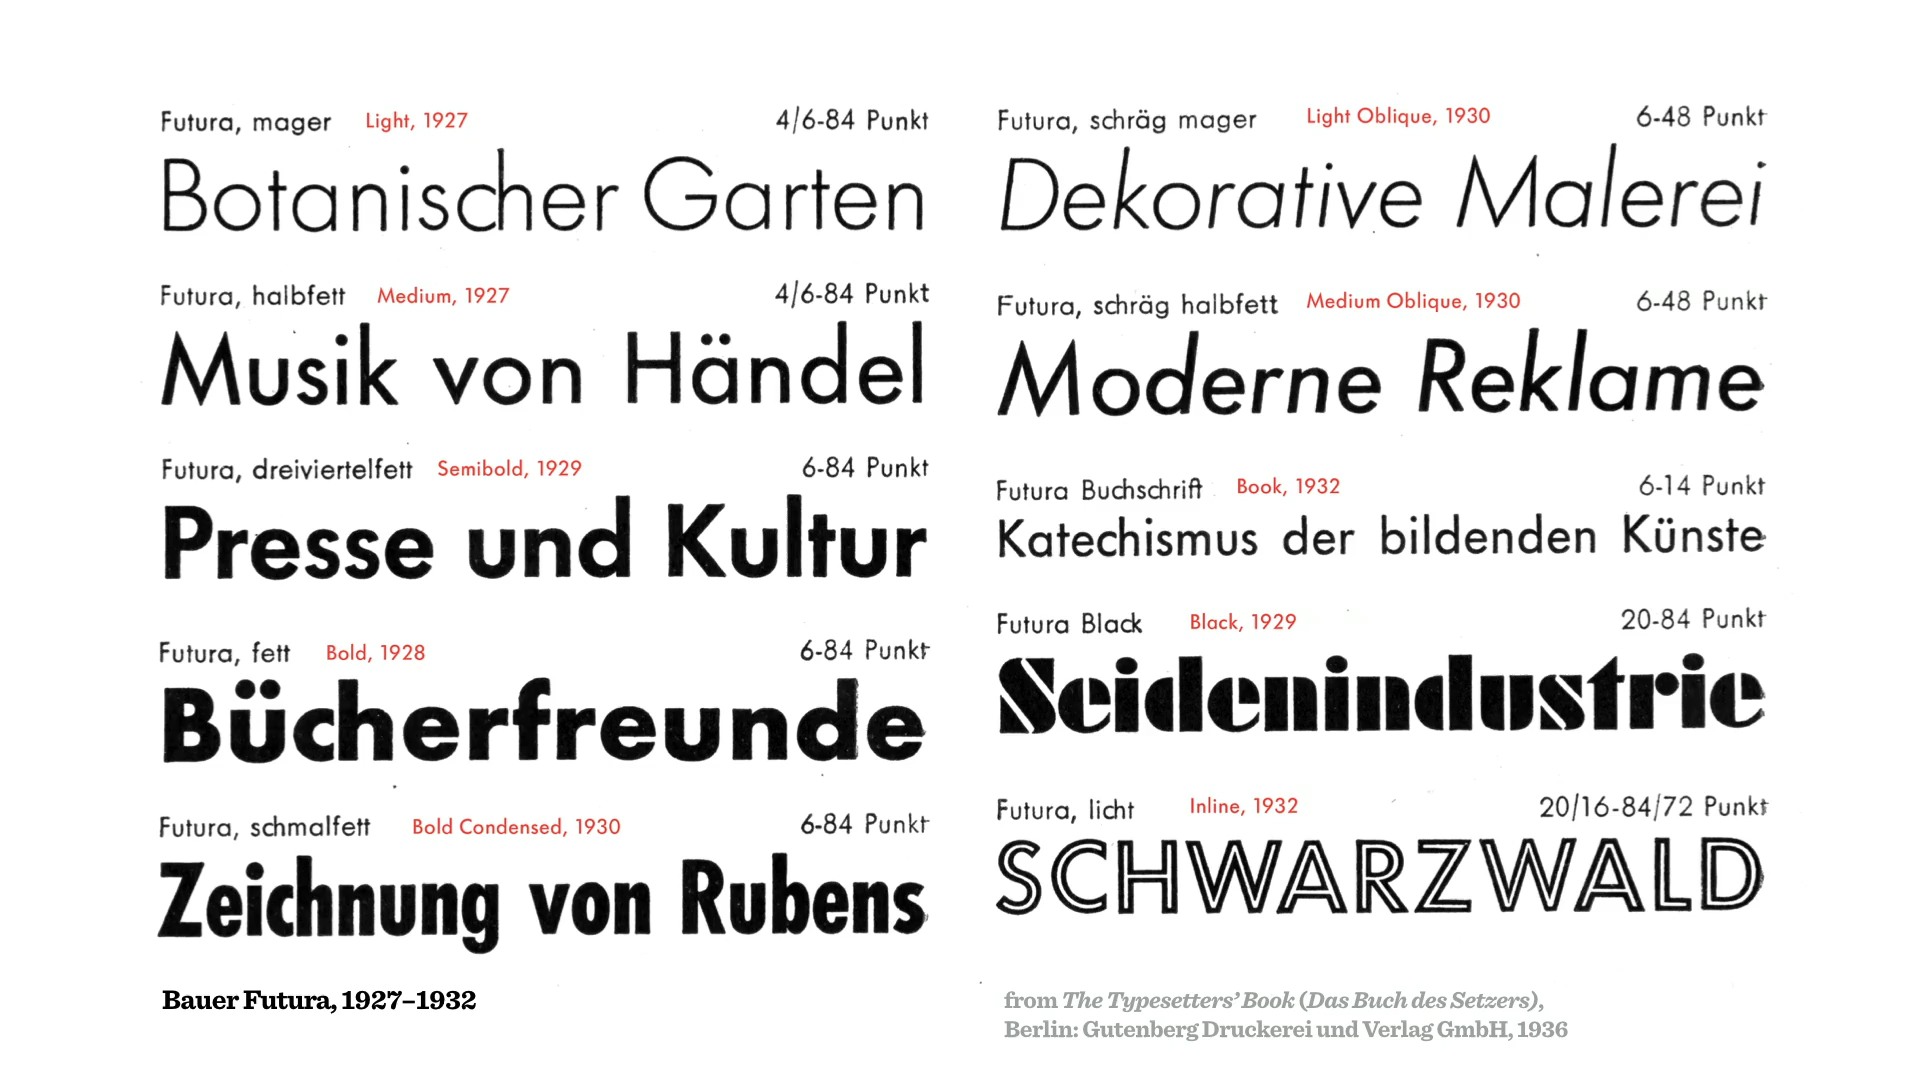 Futura, mager Light, 1927 4/6-84 Punkt
Botanischer Garten
Futura, halbfett Medium, 1927 4/6-84 Punkt
Musik von Händel
Futura, dreiviertelfett Semibold, 1929 6-84 Punkt
Presse und Kultur
Futura, fett Bold, 1928 6-84 Punkt
Bücherfreunde
Futura, schmalfett Bold Condensed, 1930 6-84 Punkt
Zeichnung von Rubens
Bauer Futura, 1927–1932
Futura, schräg mager Light Oblique, 1930 6-48 Punkt
Dekorative Malerei
Futura, schräg halbfett Medium Oblique, 1930 6-48 Punkt
Moderne Reklame
Futura Buchschrift Book, 1932 6-14 Punkt
Katechismus der bildenden Künste
Futura Black Black, 1929 20-84 Punkt
Seidenindustrie
Futura, licht Inline, 1932 20/16-84/72 Punkt
SCHWARZWALD
from The Typesetters’ Book (Das Buch des Setzers),
Berlin: Gutenberg Druckerei und Verlag GmbH, 1936